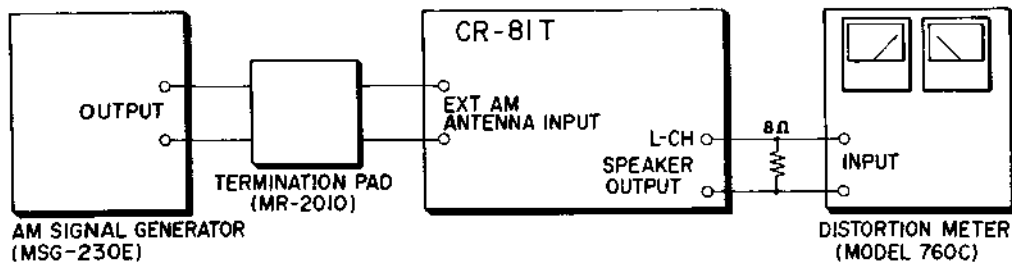 OUTPUT
AM SIGNAL GENERATOR
(MSG-230E)
TERMINATION PAD
(MR-2010)
CR-81T
EXT AM
ANTENNA INPUT
L-CH
SPEAKER
OUTPUT
8Ω
INPUT
DISTORTION METER
(MODEL 760C)